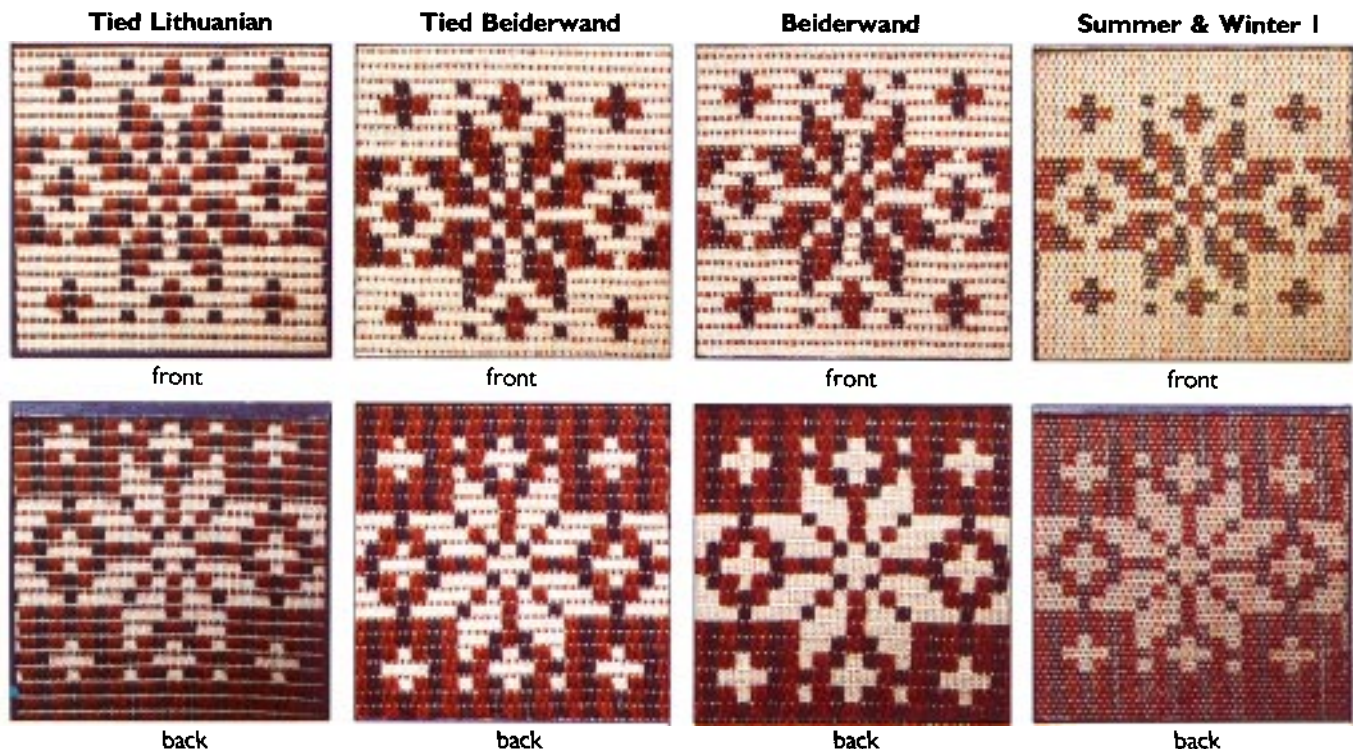 Tied Lithuanian Tied Beiderwand Beiderwand Summer & Winter I
front front front front
back back back back